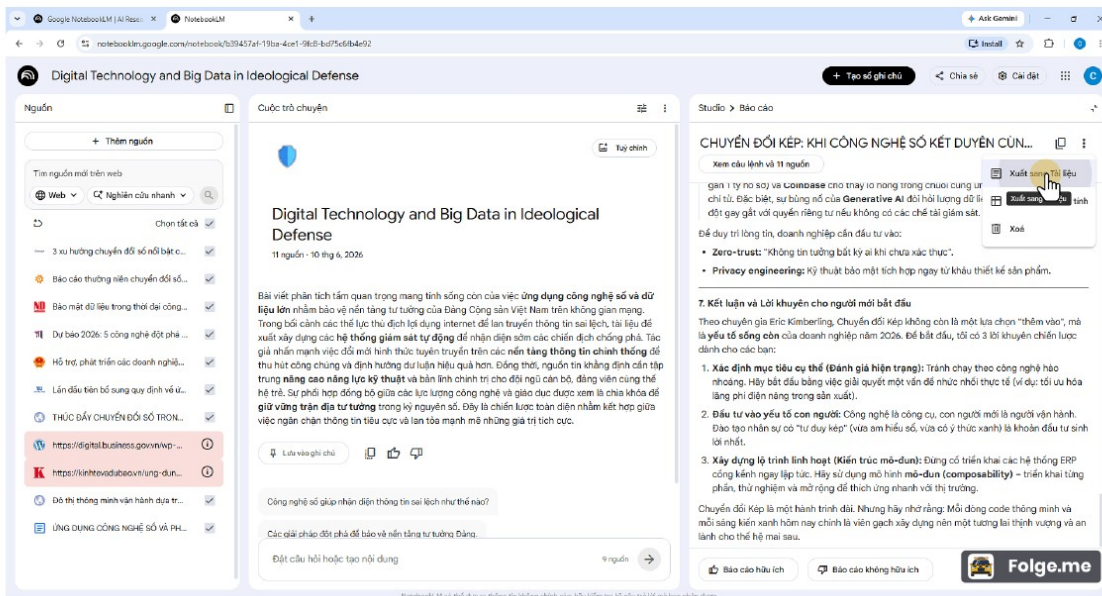 Google NotebookLM | AI Resea
NotebookLM
Ask Gemini
notebooklm.google.com/notebook/b39457af-19ba-4ce1-9fc8-bd75c6fb4e92
Install
Digital Technology and Big Data in Ideological Defense
+ Tạo sổ ghi chú
Chia sẻ
Cài đặt
C
Nguồn
+ Thêm nguồn
Tìm nguồn mới trên web
Web
Nghiên cứu nhanh
Chọn tất cả
3 xu hướng chuyển đổi số nổi bật c...
Báo cáo thường niên chuyển đổi số...
Bảo mật dữ liệu trong thời đại công...
Dự báo 2026: 5 công nghệ đột phá ...
Hỗ trợ, phát triển các doanh nghiệ...
Lần đầu tiên bổ sung quy định về ứ...
THÚC ĐẨY CHUYỂN ĐỔI SỐ TRON...
https://digital.business.gov.vn/wp-...
https://kinhtevadubao.vn/ung-dun...
Đô thị thông minh vận hành dựa tr...
ỨNG DỤNG CÔNG NGHỆ SỐ VÀ PH...
Cuộc trò chuyện
Tuỳ chỉnh
Digital Technology and Big Data in Ideological
Defense
11 nguồn · 10 thg 6, 2026
Bài viết phân tích tầm quan trọng mang tính sống còn của việc ứng dụng công nghệ số và dữ
liệu lớn nhằm bảo vệ nền tảng tư tưởng của Đảng Cộng sản Việt Nam trên không gian mạng.
Trong bối cảnh các thế lực thù địch lợi dụng internet để lan truyền thông tin sai lệch, tài liệu đề
xuất xây dựng các hệ thống giám sát tự động để nhận diện sớm các chiến dịch chống phá. Tác
giả nhấn mạnh việc đổi mới hình thức tuyên truyền trên các nền tảng thông tin chính thống để
thu hút công chúng và định hướng dư luận hiệu quả hơn. Đồng thời, nguồn tin khẳng định cần tập
trung nâng cao năng lực kỹ thuật và bản lĩnh chính trị cho đội ngũ cán bộ, đảng viên cùng thế
hệ trẻ. Sự phối hợp đồng bộ giữa các lực lượng công nghệ và giáo dục được xem là chìa khóa để
giữ vững trận địa tư tưởng trong kỷ nguyên số. Đây là chiến lược toàn diện nhằm kết hợp giữa
việc ngăn chặn thông tin tiêu cực và lan tỏa mạnh mẽ những giá trị tích cực.
Lưu vào ghi chú
Công nghệ số giúp nhận diện thông tin sai lệch như thế nào?
Các giải pháp đột phá để bảo vệ nền tảng tư tưởng Đảng.
Đặt câu hỏi hoặc tạo nội dung
9 nguồn
Studio > Báo cáo
CHUYỂN ĐỔI KÉP: KHI CÔNG NGHỆ SỐ KẾT DUYÊN CÙN...
Xem câu lệnh và 11 nguồn
Xuất sang Tài liệu
Xuất sang
tính
Xoá
gần 1 tỷ hồ sơ) và Coinbase cho thấy lỗ hổng trong chuỗi cung ứn
chí tử. Đặc biệt, sự bùng nổ của Generative AI đòi hỏi lượng dữ liệ
đột gay gắt với quyền riêng tư nếu không có các chế tài giám sát.
Để duy trì lòng tin, doanh nghiệp cần đầu tư vào:
• Zero-trust: "Không tin tưởng bất kỳ ai khi chưa xác thực".
• Privacy engineering: Kỹ thuật bảo mật tích hợp ngay từ khâu thiết kế sản phẩm.
7. Kết luận và Lời khuyên cho người mới bắt đầu
Theo chuyên gia Eric Kimberling, Chuyển đổi Kép không còn là một lựa chọn "thêm vào", mà
là yếu tố sống còn của doanh nghiệp năm 2026. Để bắt đầu, tôi có 3 lời khuyên chiến lược
dành cho các bạn:
1. Xác định mục tiêu cụ thể (Đánh giá hiện trạng): Tránh chạy theo công nghệ hào
nhoáng. Hãy bắt đầu bằng việc giải quyết một vấn đề nhức nhối thực tế (ví dụ: tối ưu hóa
lãng phí điện năng trong sản xuất).
2. Đầu tư vào yếu tố con người: Công nghệ là công cụ, con người mới là người vận hành.
Đào tạo nhân sự có "tư duy kép" (vừa am hiểu số, vừa có ý thức xanh) là khoản đầu tư sinh
lời nhất.
3. Xây dựng lộ trình linh hoạt (Kiến trúc mô-đun): Đừng cố triển khai các hệ thống ERP
cồng kềnh ngay lập tức. Hãy sử dụng mô hình mô-đun (composability) – triển khai từng
phần, thử nghiệm và mở rộng để thích ứng nhanh với thị trường.
Chuyển đổi Kép là một hành trình dài. Nhưng hãy nhớ rằng: Mỗi dòng code thông minh và
mỗi sáng kiến xanh hôm nay chính là viên gạch xây dựng nên một tương lai thịnh vượng và an
lành cho thế hệ mai sau.
Báo cáo hữu ích
Báo cáo không hữu ích
Folge.me